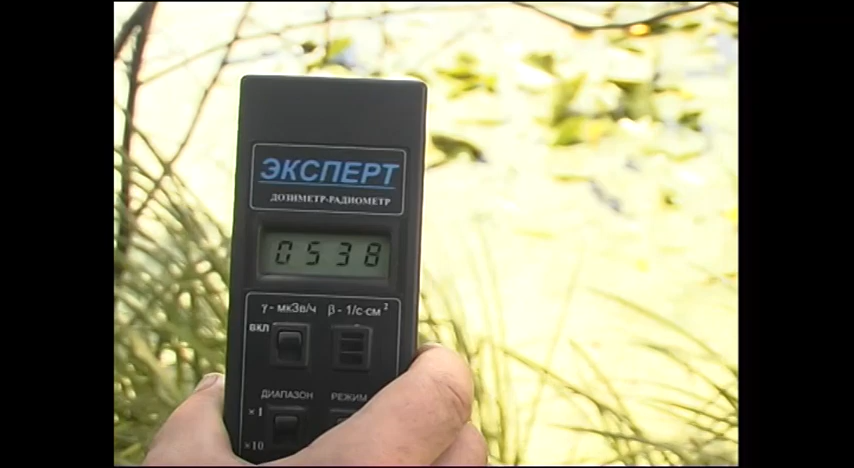 ЭКСПЕРТ
ДОЗИМЕТР-РАДИОМЕТР
0538
γ - мкЗв/ч β - 1/с·см²
ВКЛ
ДИАПАЗОН РЕЖИМ
×1
×10